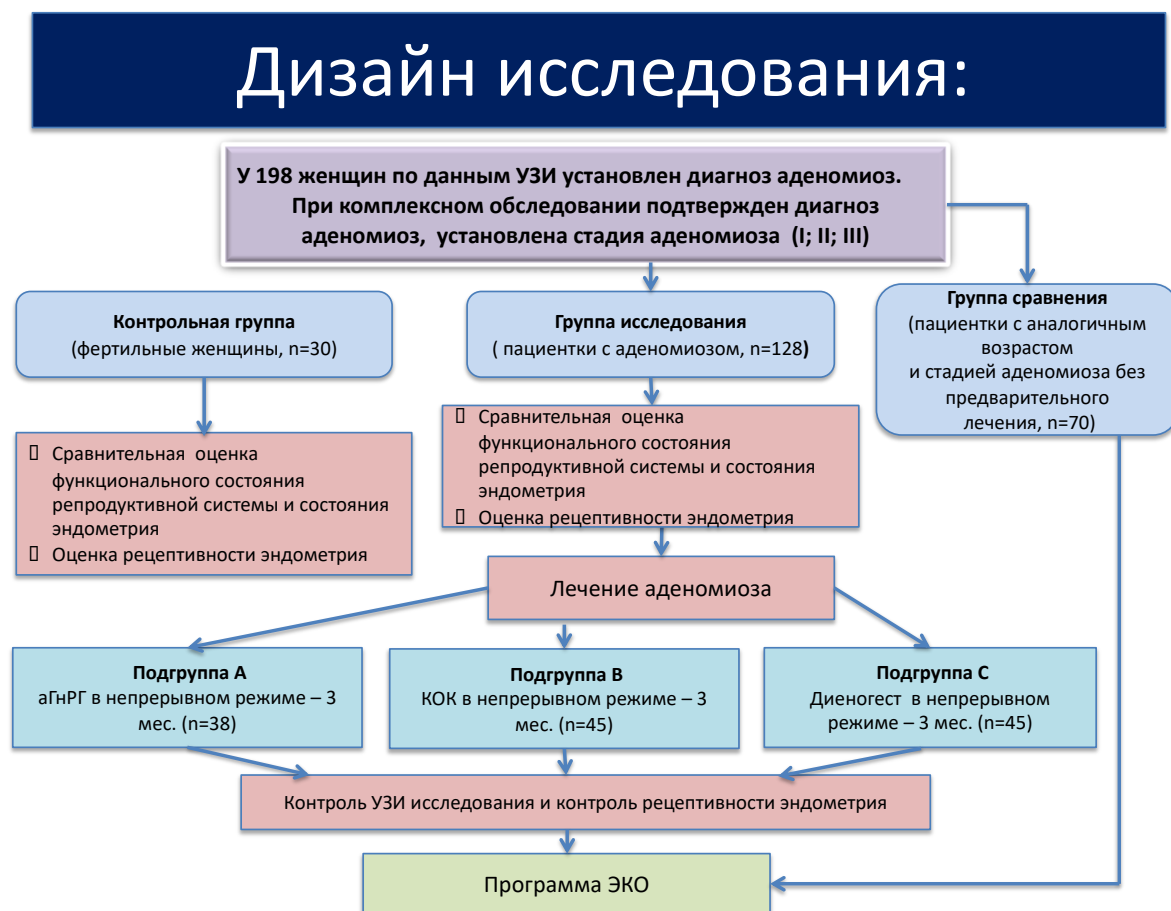 Дизайн исследования:
У 198 женщин по данным УЗИ установлен диагноз аденомиоз.
При комплексном обследовании подтвержден диагноз
аденомиоз, установлена стадия аденомиоза (I; II; III)
Контрольная группа
(фертильные женщины, n=30)
Группа исследования
( пациентки с аденомиозом, n=128)
Группа сравнения
(пациентки с аналогичным
возрастом
и стадией аденомиоза без
предварительного
лечения, n=70)
Сравнительная оценка
функционального состояния
репродуктивной системы и состояния
эндометрия
Оценка рецептивности эндометрия
Сравнительная оценка
функционального состояния
репродуктивной системы и состояния
эндометрия
Оценка рецептивности эндометрия
Лечение аденомиоза
Подгруппа А
аГнРГ в непрерывном режиме – 3
мес. (n=38)
Подгруппа В
КОК в непрерывном режиме – 3
мес. (n=45)
Подгруппа С
Диеногест в непрерывном
режиме – 3 мес. (n=45)
Контроль УЗИ исследования и контроль рецептивности эндометрия
Программа ЭКО